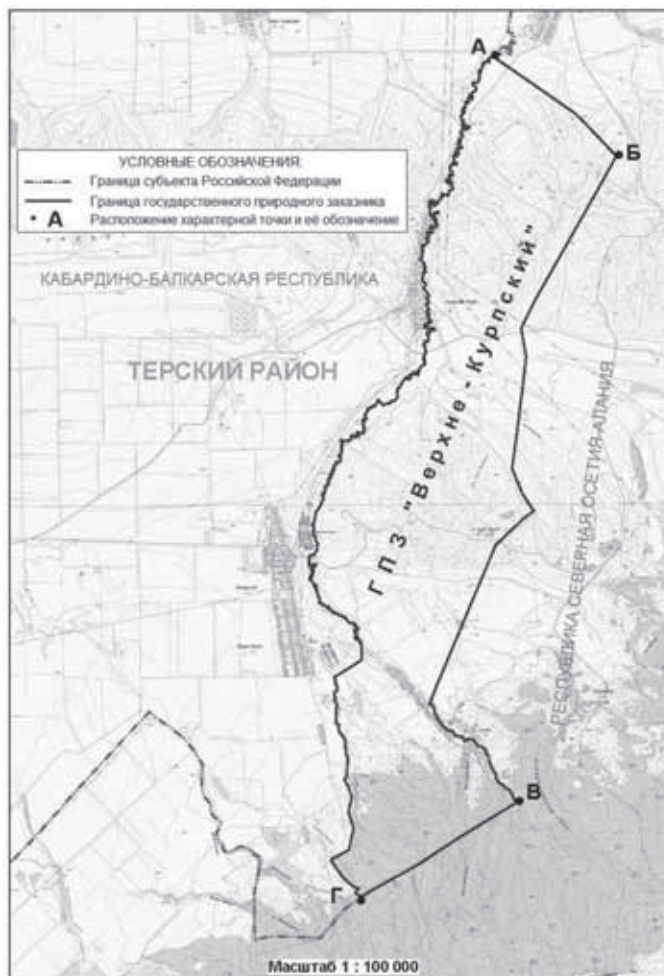 А
Б
УСЛОВНЫЕ ОБОЗНАЧЕНИЯ:
Граница субъекта Российской Федерации
Граница государственного природного заказника
А Расположение характерной точки и её обозначение
КАБАРДИНО-БАЛКАРСКАЯ РЕСПУБЛИКА
ТЕРСКИЙ РАЙОН
ГПЗ "Верхне-Курпский"
РЕСПУБЛИКА СЕВЕРНАЯ ОСЕТИЯ-АЛАНИЯ
В
Г
Масштаб 1 : 100 000